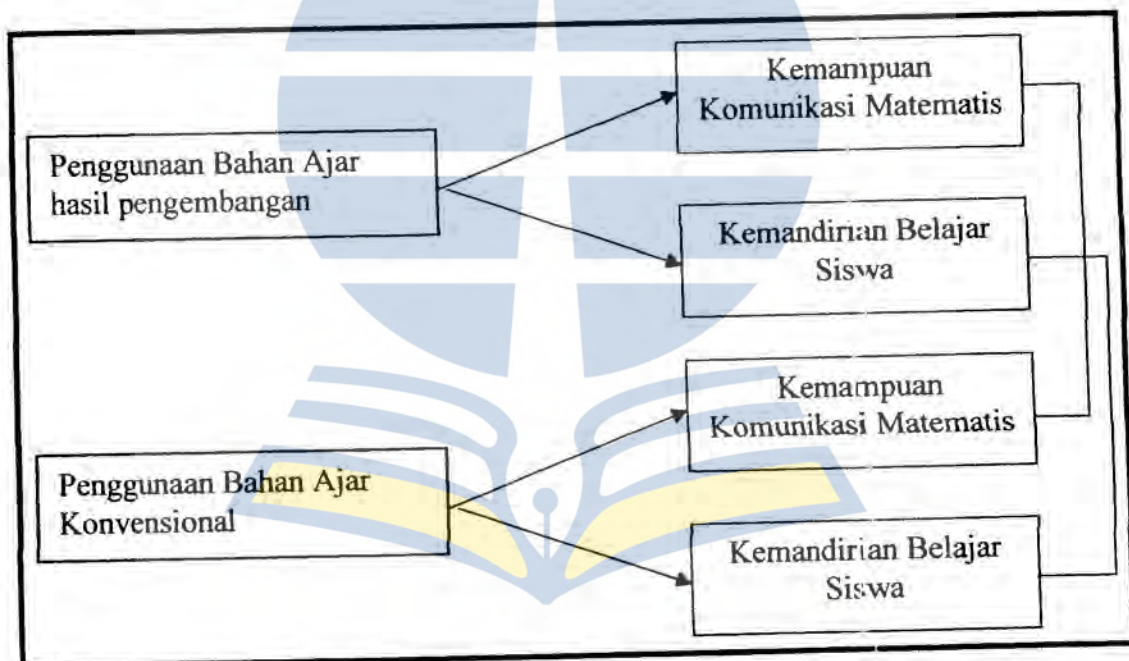 Kemampuan
Komunikasi Matematis
Penggunaan Bahan Ajar
hasil pengembangan
Kemandirian Belajar
Siswa
Kemampuan
Komunikasi Matematis
Penggunaan Bahan Ajar
Konvensional
Kemandirian Belajar
Siswa